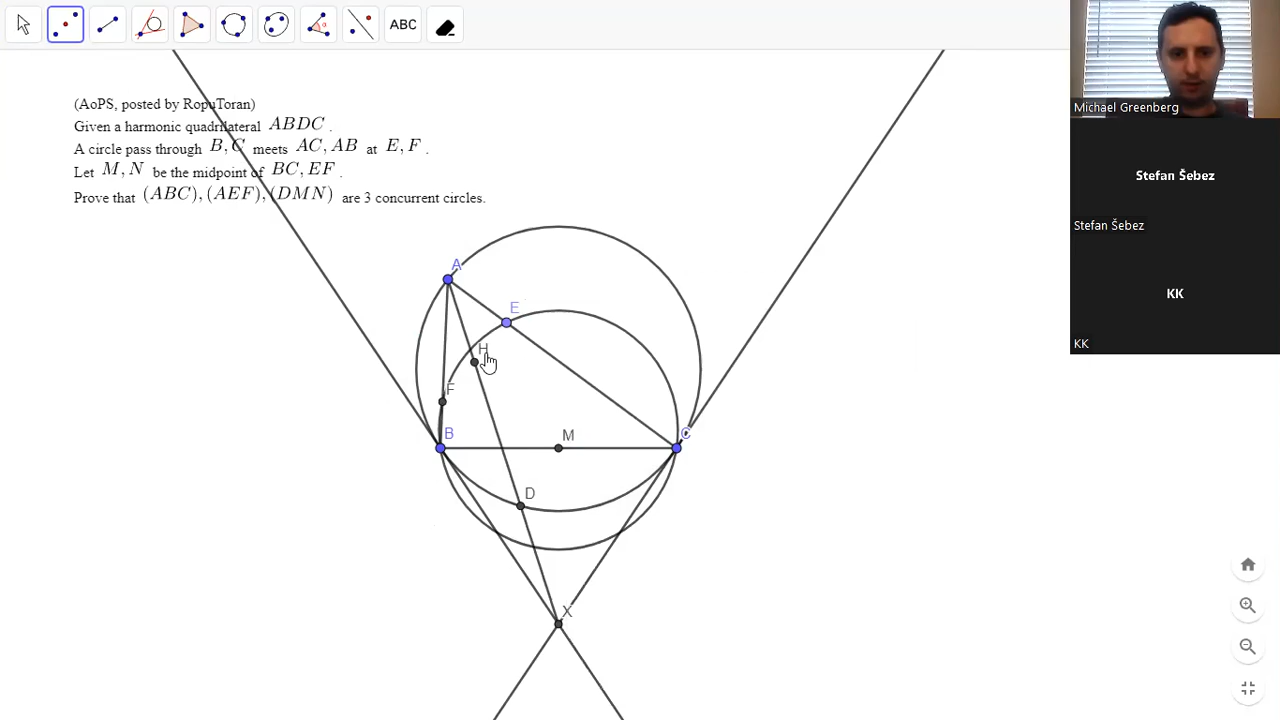 ABC
(AoPS, posted by RopuToran)
Given a harmonic quadrilateral ABDC .
A circle pass through B, C meets AC, AB at E, F .
Let M, N be the midpoint of BC, EF .
Prove that (ABC), (AEF), (DMN) are 3 concurrent circles.
A
E
H
F
B
M
C
D
X
Michael Greenberg
Stefan Šebez
Stefan Šebez
KK
KK